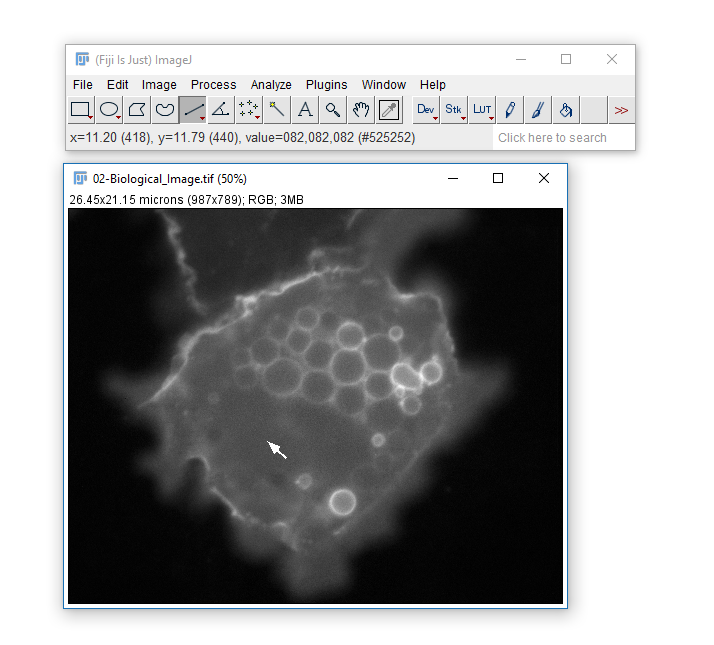 (Fiji Is Just) ImageJ
File Edit Image Process Analyze Plugins Window Help
A Dev Stk LUT >>
x=11.20 (418), y=11.79 (440), value=082,082,082 (#525252) Click here to search
02-Biological_Image.tif (50%)
26.45x21.15 microns (987x789); RGB; 3MB